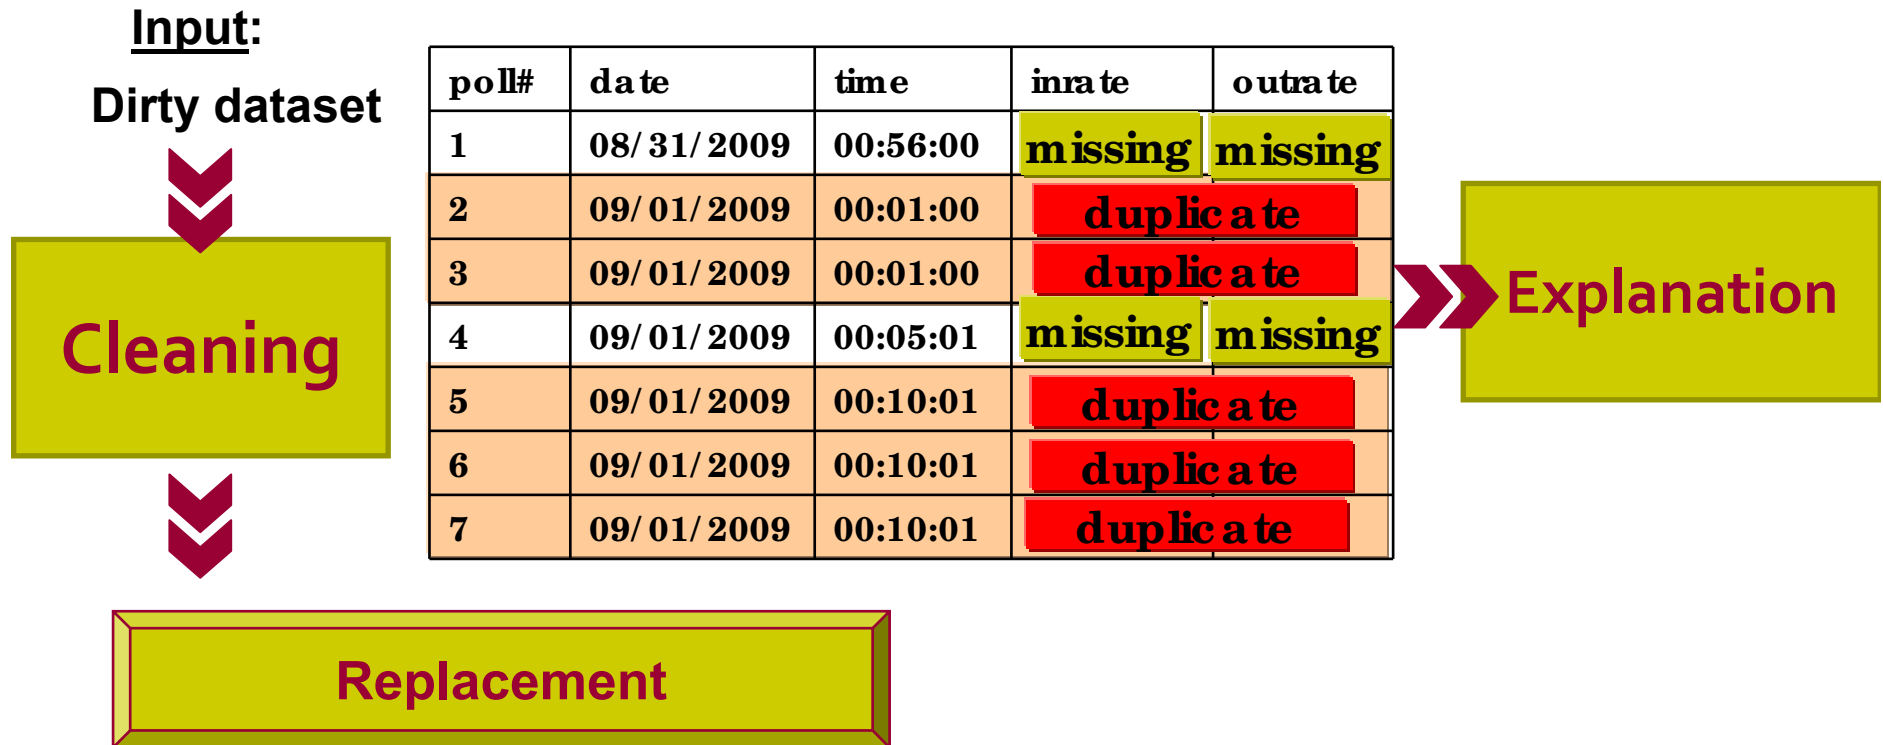 Input:
Dirty dataset
Cleaning
Replacement
poll# date time inrate outrate
1 08/31/2009 00:56:00 missing missing
2 09/01/2009 00:01:00 duplicate
3 09/01/2009 00:01:00 duplicate
4 09/01/2009 00:05:01 missing missing
5 09/01/2009 00:10:01 duplicate
6 09/01/2009 00:10:01 duplicate
7 09/01/2009 00:10:01 duplicate
Explanation